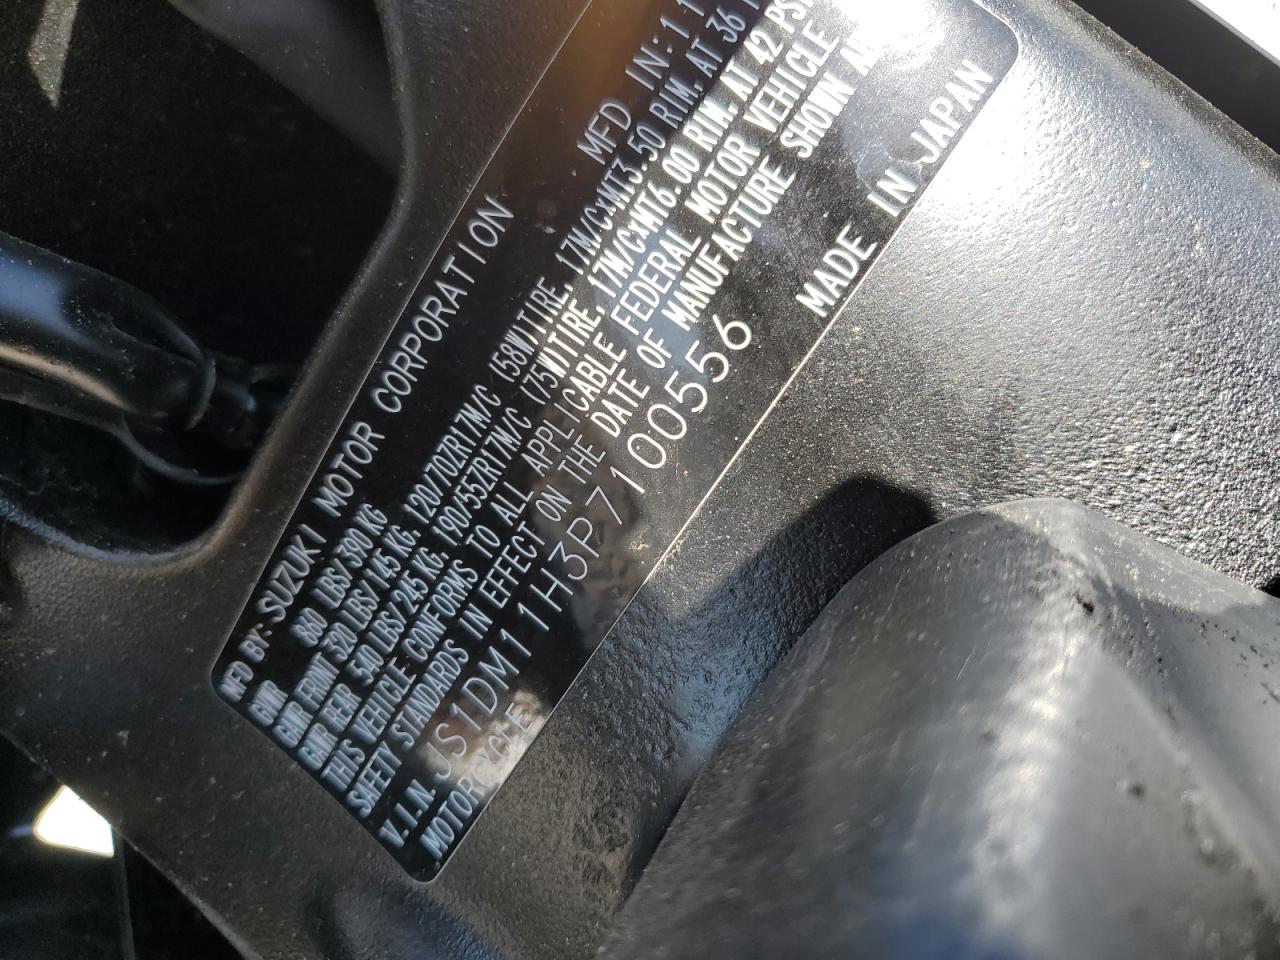 MFD BY: SUZUKI MOTOR CORPORATION MFD IN: 11
GVWR 860 LBS/390 KG
GAWR FRNT 320 LBS/145 KG. 120/70ZR17M/C (58W)TIRE, 17M/CxMT3.50 RIM, AT 36
GAWR REAR 540 LBS/245 KG. 190/55ZR17M/C (75W)TIRE, 17M/CxMT6.00 RIM, AT 42 PSI
THIS VEHICLE CONFORMS TO ALL APPLICABLE FEDERAL MOTOR VEHICLE
SAFETY STANDARDS IN EFFECT ON THE DATE OF MANUFACTURE SHOWN
V.I.N. JS1DM11H3P7100556
MOTORCYCLE MADE IN JAPAN